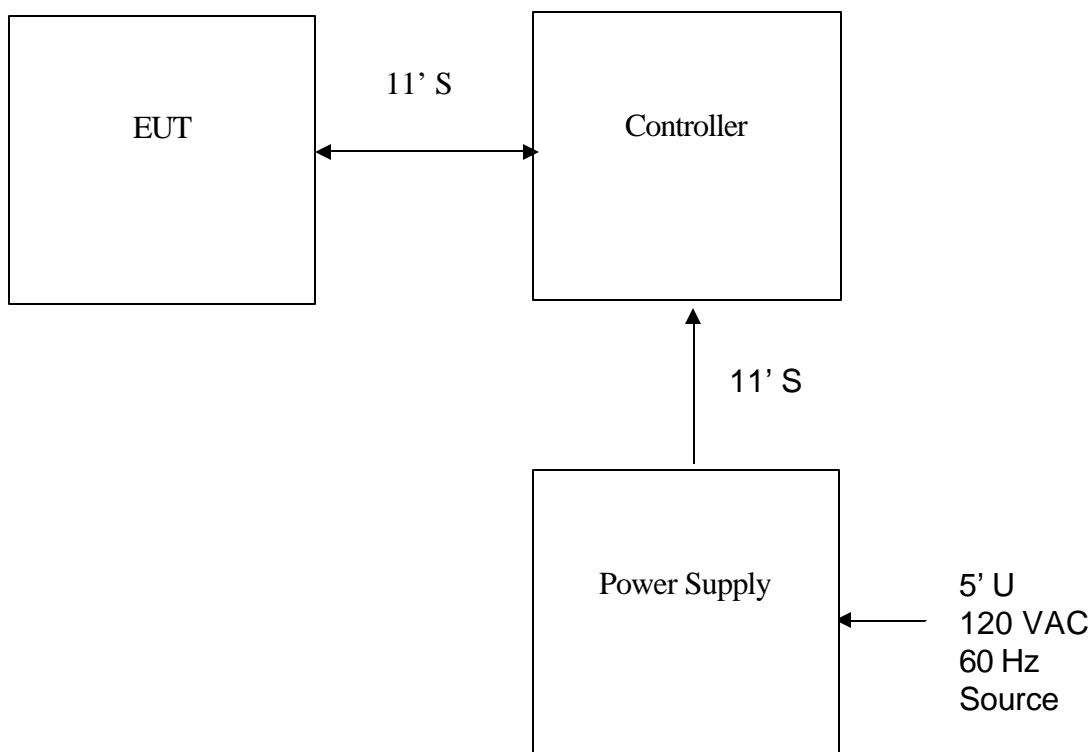 11’ S
EUT
Controller
11’ S
Power Supply
5’ U
120 VAC
60 Hz
Source